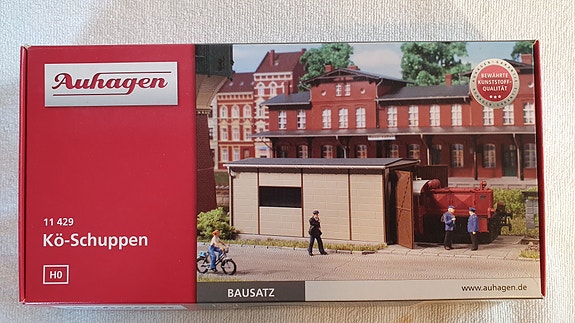 Auhagen
11 429
Kö-Schuppen
H0
BEWÄHRTE
KUNSTSTOFF-
QUALITÄT
BAUSATZ
www.auhagen.de